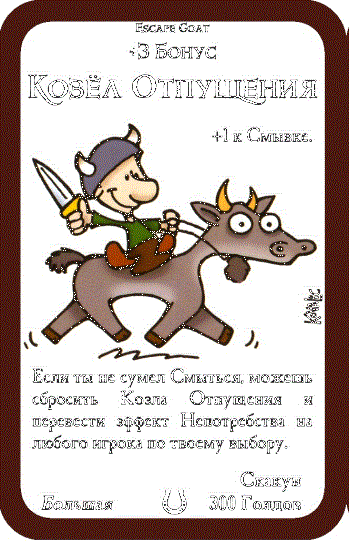 Escape Goat
+3 Бонус
Козёл Отпущения
+1 к Смывке.
Если ты не сумел Смыться, можешь
сбросить Козла Отпущения и
перевести эффект Непотребства на
любого игрока по твоему выбору.
Скакун
Большая 300 Голдов